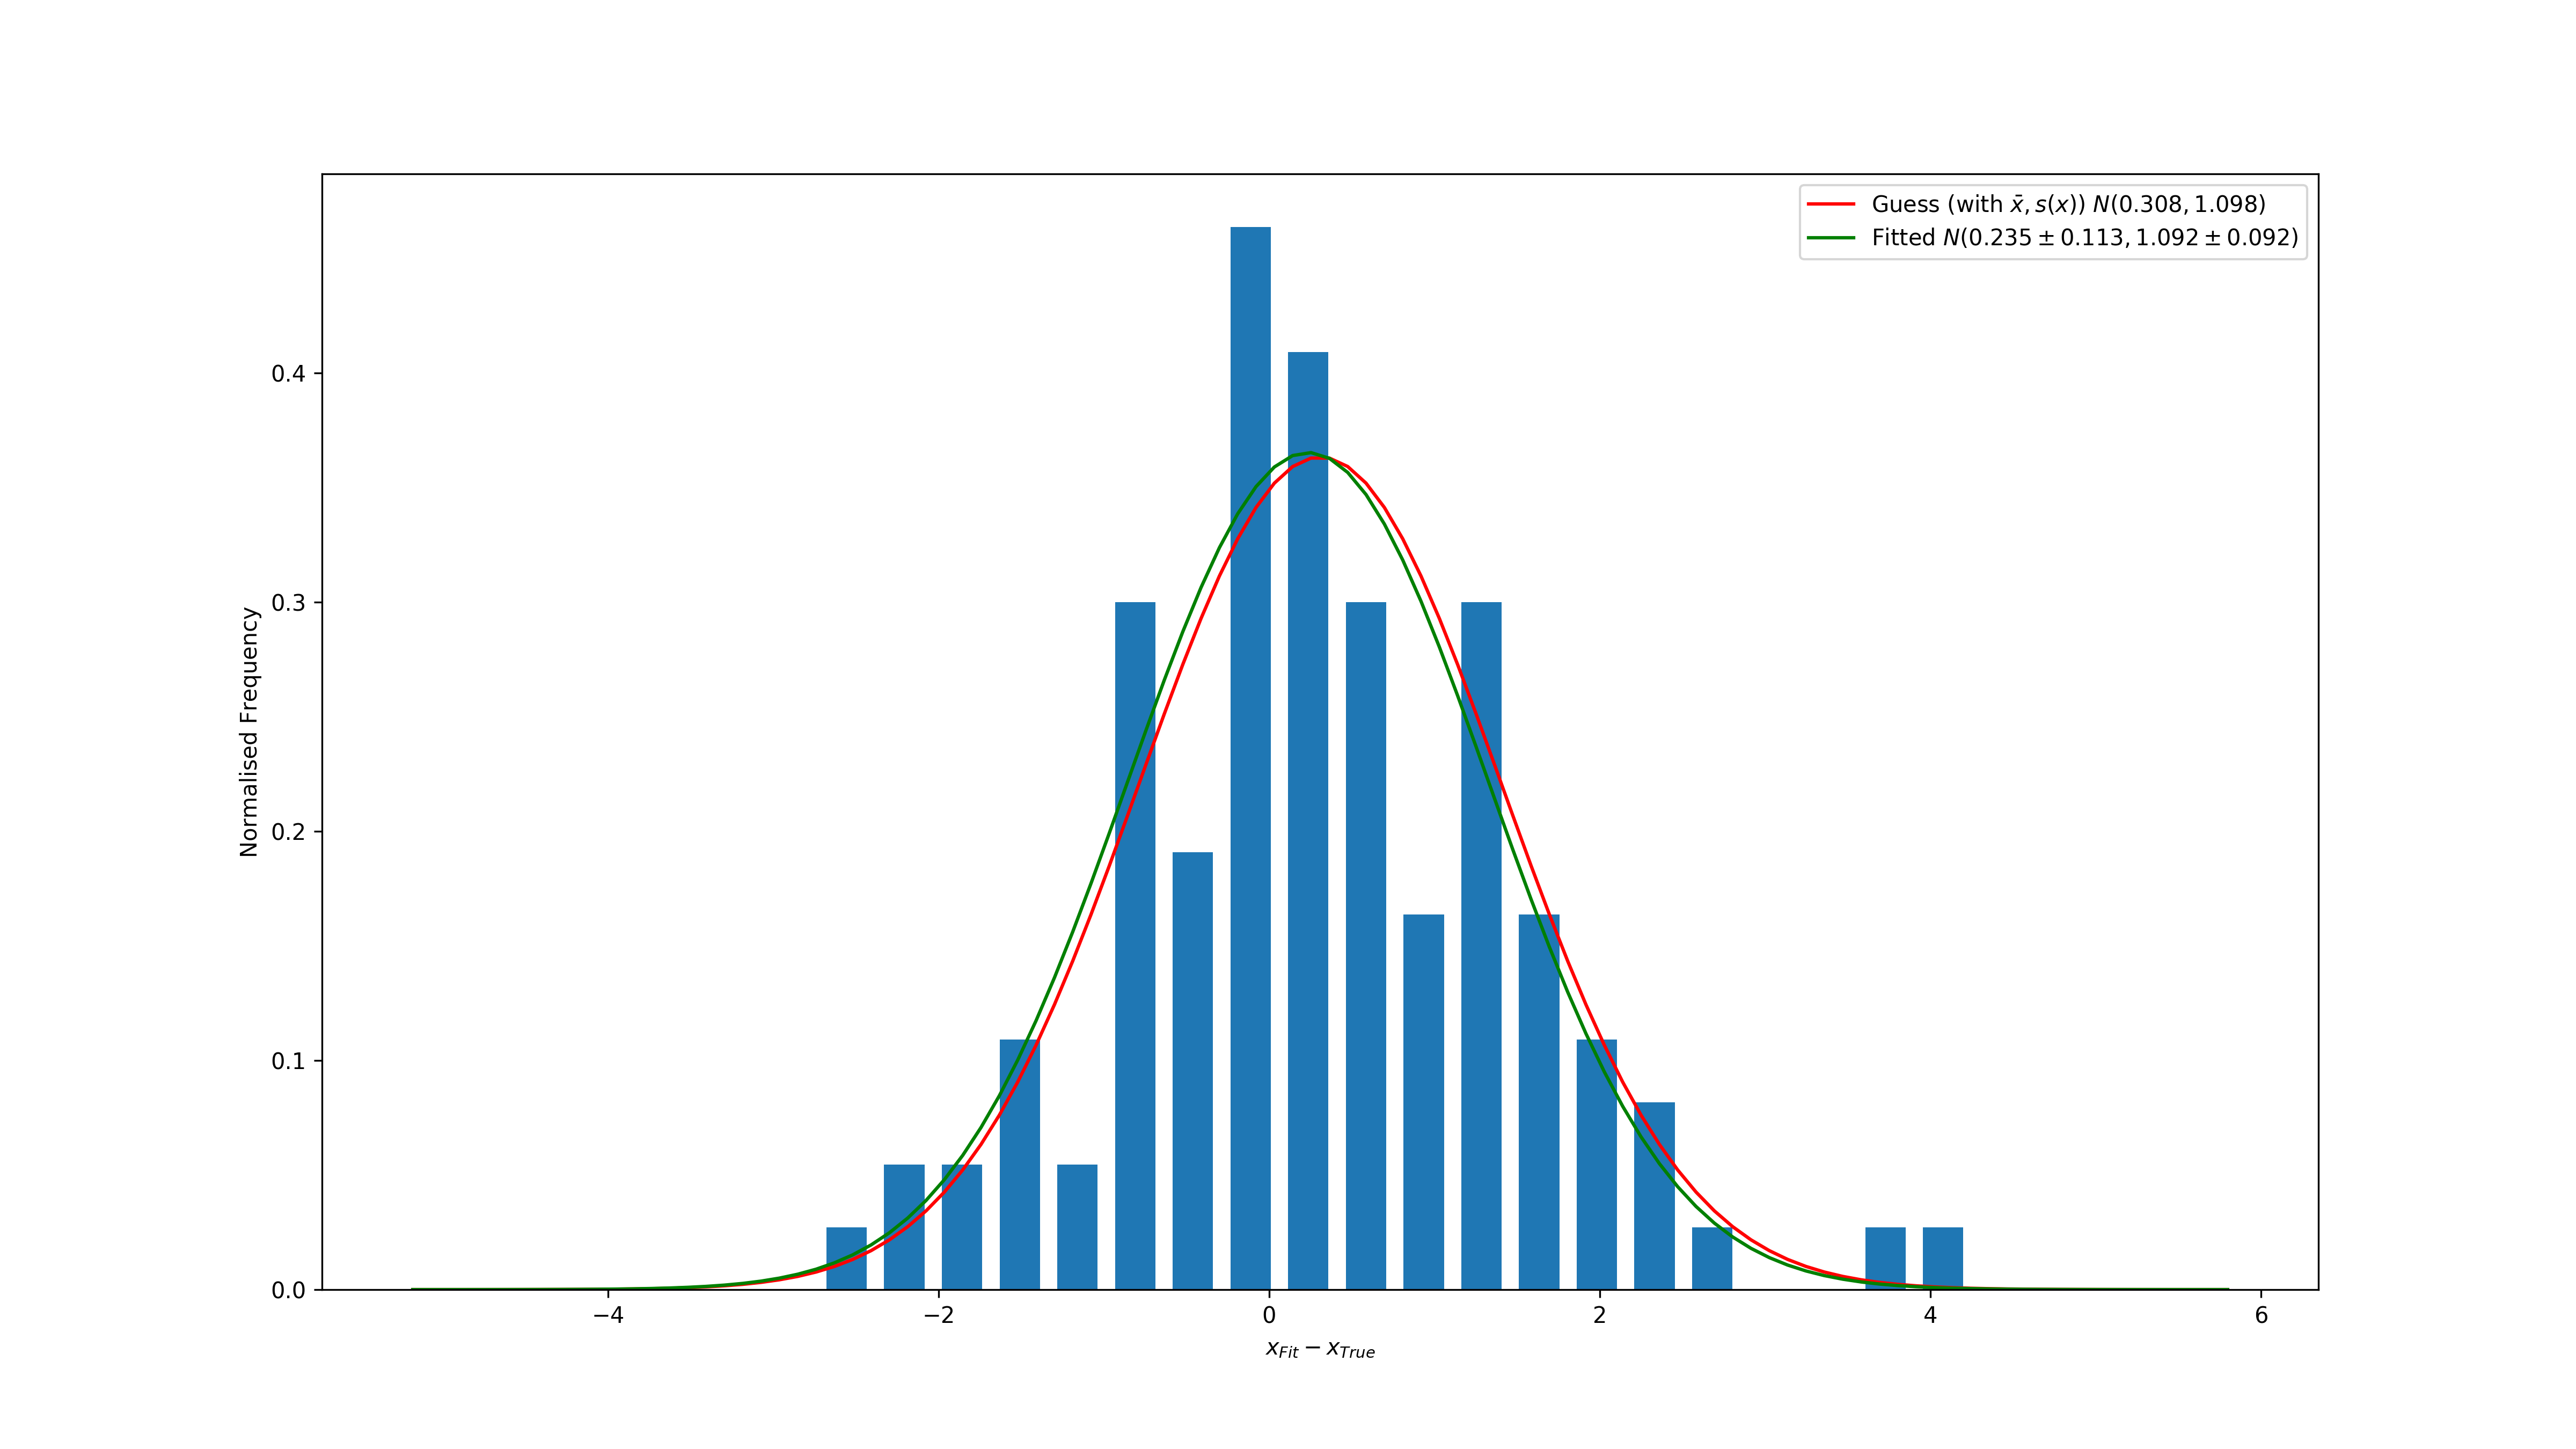 Guess (with x̄, s(x)) N(0.308, 1.098)
Fitted N(0.235 ± 0.113, 1.092 ± 0.092)
Normalised Frequency
0.4
0.3
0.2
0.1
0.0
−4 −2 0 2 4 6
x_Fit − x_True